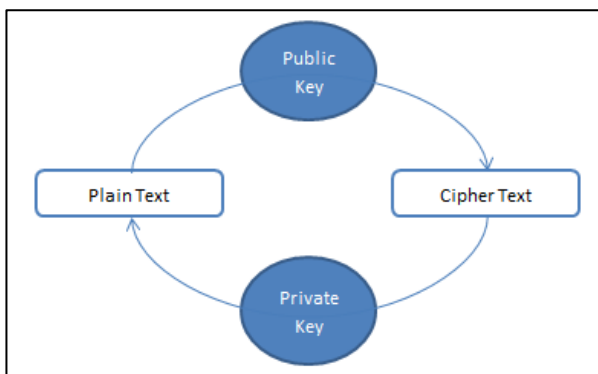 Public
Key
Plain Text
Cipher Text
Private
Key